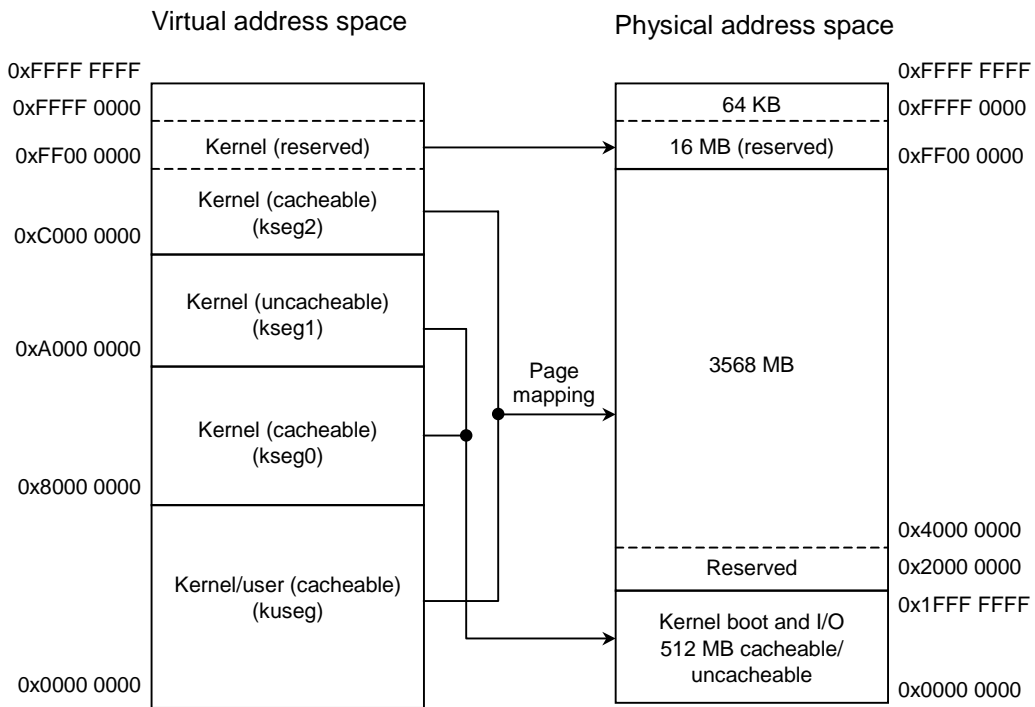 Virtual address space
Physical address space
0xFFFF FFFF
0xFFFF 0000
Kernel (reserved)
0xFF00 0000
Kernel (cacheable)
(kseg2)
0xC000 0000
Kernel (uncacheable)
(kseg1)
0xA000 0000
Kernel (cacheable)
(kseg0)
0x8000 0000
Kernel/user (cacheable)
(kuseg)
0x0000 0000
Page
mapping
0xFFFF FFFF
64 KB
0xFFFF 0000
16 MB (reserved)
0xFF00 0000
3568 MB
0x4000 0000
Reserved
0x2000 0000
0x1FFF FFFF
Kernel boot and I/O
512 MB cacheable/
uncacheable
0x0000 0000